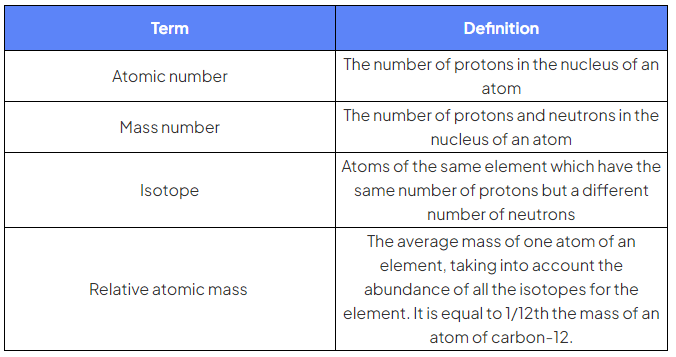 Term
Definition
Atomic number
The number of protons in the nucleus of an
atom
Mass number
The number of protons and neutrons in the
nucleus of an atom
Isotope
Atoms of the same element which have the
same number of protons but a different
number of neutrons
Relative atomic mass
The average mass of one atom of an
element, taking into account the
abundance of all the isotopes for the
element. It is equal to 1/12th the mass of an
atom of carbon-12.